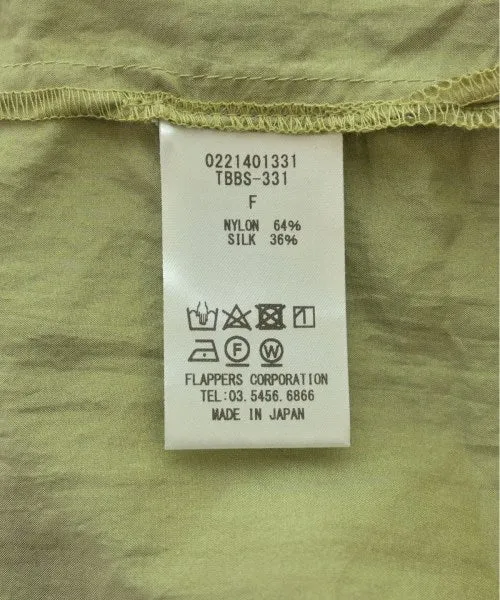 0221401331
TBBS-331
F
NYLON 64%
SILK 36%
F W
FLAPPERS CORPORATION
TEL:03.5456.6866
MADE IN JAPAN